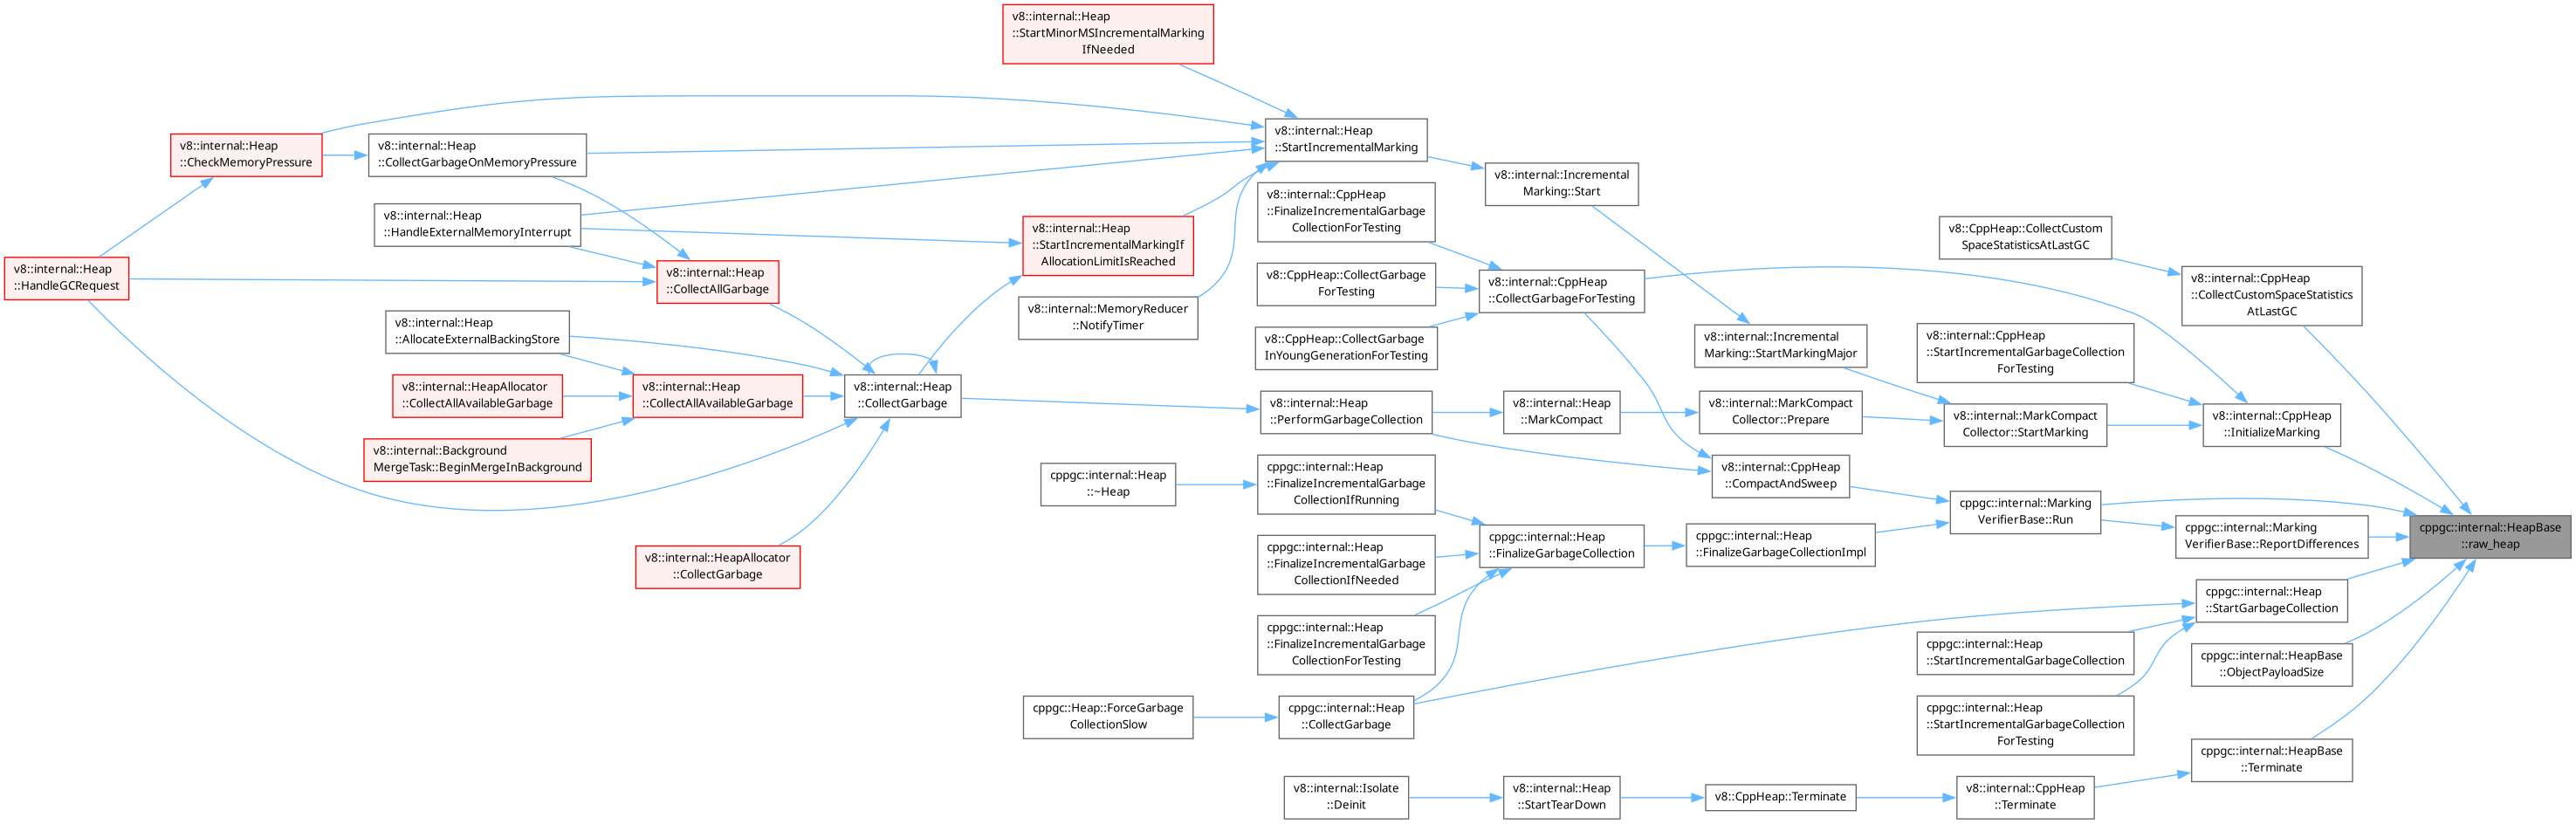 v8::internal::Heap
::StartMinorMSIncrementalMarking
IfNeeded
v8::internal::Heap
::CheckMemoryPressure
v8::internal::Heap
::CollectGarbageOnMemoryPressure
v8::internal::Heap
::StartIncrementalMarking
v8::internal::Incremental
Marking::Start
v8::internal::CppHeap
::FinalizeIncrementalGarbage
CollectionForTesting
v8::internal::Heap
::HandleExternalMemoryInterrupt
v8::internal::Heap
::StartIncrementalMarkingIf
AllocationLimitIsReached
v8::CppHeap::CollectCustom
SpaceStatisticsAtLastGC
v8::internal::Heap
::HandleGCRequest
v8::internal::Heap
::CollectAllGarbage
v8::CppHeap::CollectGarbage
ForTesting
v8::internal::CppHeap
::CollectGarbageForTesting
v8::internal::CppHeap
::CollectCustomSpaceStatistics
AtLastGC
v8::internal::MemoryReducer
::NotifyTimer
v8::internal::Heap
::AllocateExternalBackingStore
v8::CppHeap::CollectGarbage
InYoungGenerationForTesting
v8::internal::Incremental
Marking::StartMarkingMajor
v8::internal::CppHeap
::StartIncrementalGarbageCollection
ForTesting
v8::internal::HeapAllocator
::CollectAllAvailableGarbage
v8::internal::Heap
::CollectAllAvailableGarbage
v8::internal::Heap
::CollectGarbage
v8::internal::Heap
::PerformGarbageCollection
v8::internal::Heap
::MarkCompact
v8::internal::MarkCompact
Collector::Prepare
v8::internal::MarkCompact
Collector::StartMarking
v8::internal::CppHeap
::InitializeMarking
v8::internal::Background
MergeTask::BeginMergeInBackground
cppgc::internal::Heap
::~Heap
cppgc::internal::Heap
::FinalizeIncrementalGarbage
CollectionIfRunning
v8::internal::CppHeap
::CompactAndSweep
cppgc::internal::Marking
VerifierBase::Run
cppgc::internal::Marking
VerifierBase::ReportDifferences
cppgc::internal::HeapBase
::raw_heap
v8::internal::HeapAllocator
::CollectGarbage
cppgc::internal::Heap
::FinalizeIncrementalGarbage
CollectionIfNeeded
cppgc::internal::Heap
::FinalizeGarbageCollection
cppgc::internal::Heap
::FinalizeGarbageCollectionImpl
cppgc::internal::Heap
::StartGarbageCollection
cppgc::internal::Heap
::FinalizeIncrementalGarbage
CollectionForTesting
cppgc::internal::Heap
::StartIncrementalGarbageCollection
cppgc::internal::HeapBase
::ObjectPayloadSize
cppgc::Heap::ForceGarbage
CollectionSlow
cppgc::internal::Heap
::CollectGarbage
cppgc::internal::Heap
::StartIncrementalGarbageCollection
ForTesting
cppgc::internal::HeapBase
::Terminate
v8::internal::Isolate
::Deinit
v8::internal::Heap
::StartTearDown
v8::CppHeap::Terminate
v8::internal::CppHeap
::Terminate